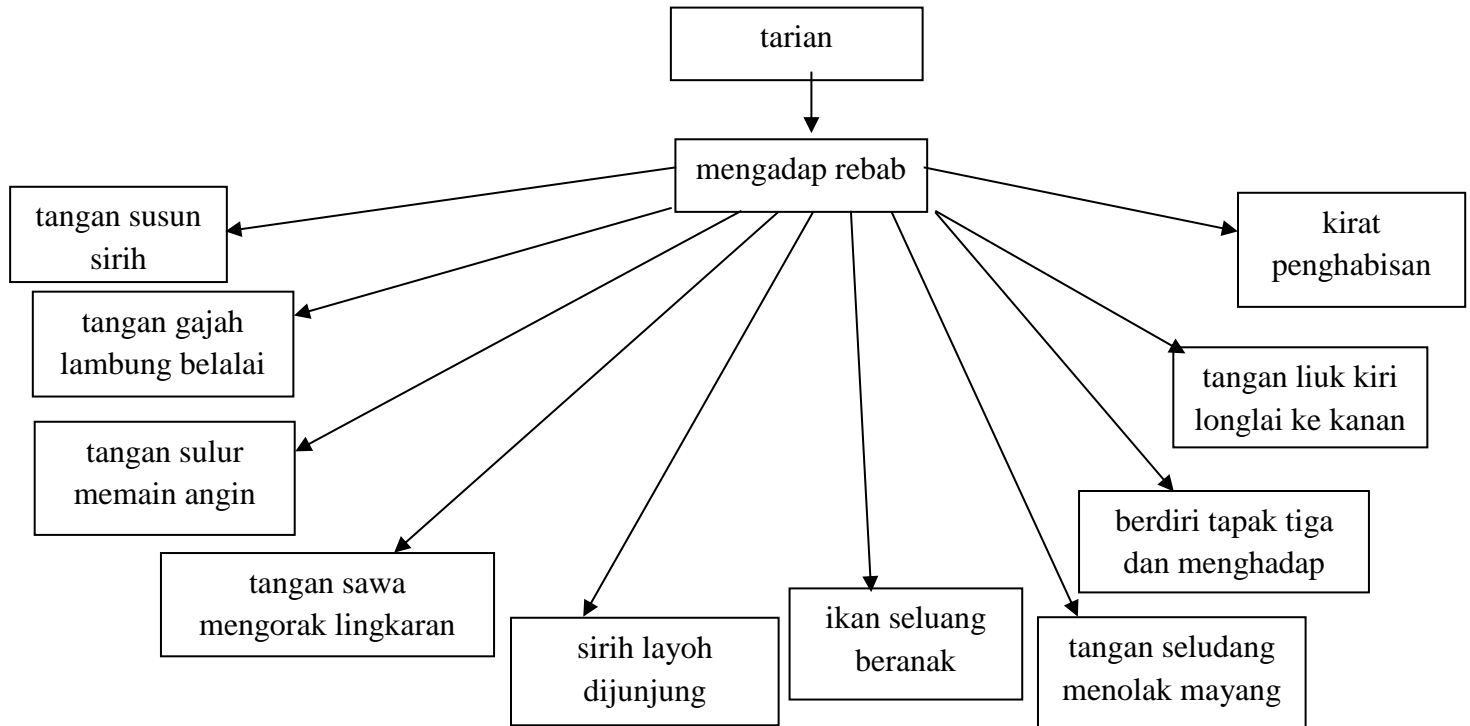 tarian
mengadap rebab
tangan susun
sirih
tangan gajah
lambung belalai
tangan sulur
memain angin
tangan sawa
mengorak lingkaran
sirih layoh
dijunjung
ikan seluang
beranak
tangan seludang
menolak mayang
berdiri tapak tiga
dan menghadap
tangan liuk kiri
longlai ke kanan
kirat
penghabisan